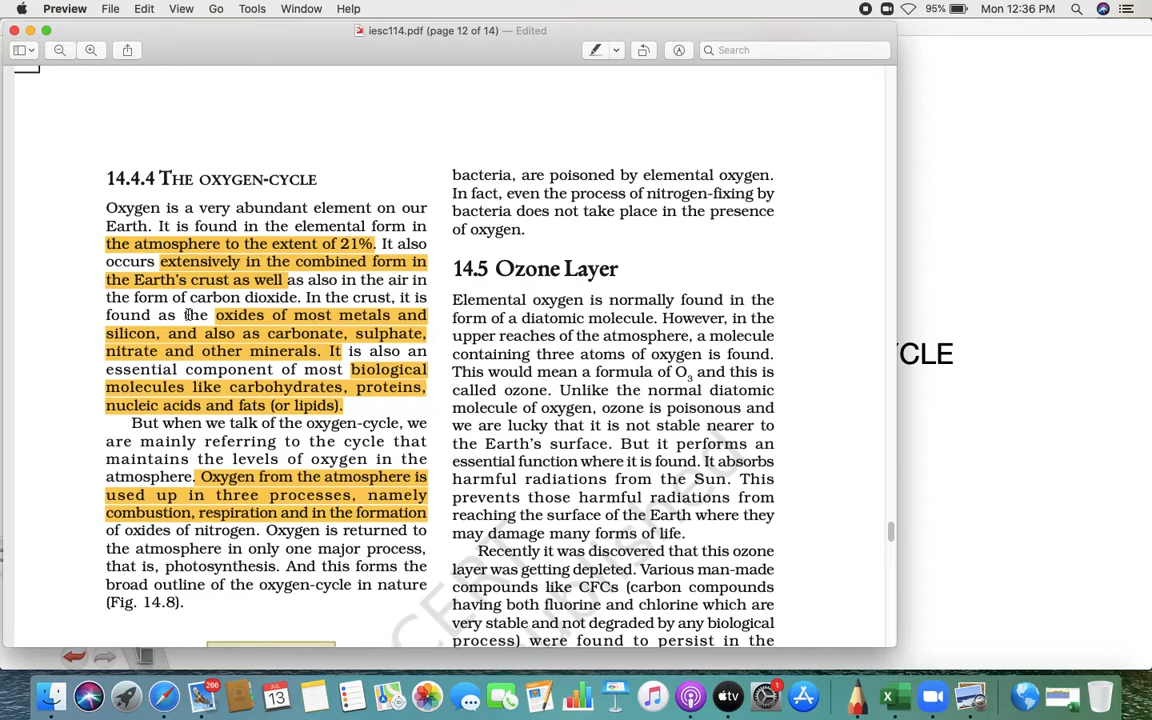 Preview File Edit View Go Tools Window Help 95% Mon 12:36 PM
iesc114.pdf (page 12 of 14) — Edited
Search
14.4.4 THE OXYGEN-CYCLE
Oxygen is a very abundant element on our
Earth. It is found in the elemental form in
the atmosphere to the extent of 21%. It also
occurs extensively in the combined form in
the Earth's crust as well as also in the air in
the form of carbon dioxide. In the crust, it is
found as the oxides of most metals and
silicon, and also as carbonate, sulphate,
nitrate and other minerals. It is also an
essential component of most biological
molecules like carbohydrates, proteins,
nucleic acids and fats (or lipids).
But when we talk of the oxygen-cycle, we
are mainly referring to the cycle that
maintains the levels of oxygen in the
atmosphere. Oxygen from the atmosphere is
used up in three processes, namely
combustion, respiration and in the formation
of oxides of nitrogen. Oxygen is returned to
the atmosphere in only one major process,
that is, photosynthesis. And this forms the
broad outline of the oxygen-cycle in nature
(Fig. 14.8).
bacteria, are poisoned by elemental oxygen.
In fact, even the process of nitrogen-fixing by
bacteria does not take place in the presence
of oxygen.
14.5 Ozone Layer
Elemental oxygen is normally found in the
form of a diatomic molecule. However, in the
upper reaches of the atmosphere, a molecule
containing three atoms of oxygen is found.
This would mean a formula of O3 and this is
called ozone. Unlike the normal diatomic
molecule of oxygen, ozone is poisonous and
we are lucky that it is not stable nearer to
the Earth's surface. But it performs an
essential function where it is found. It absorbs
harmful radiations from the Sun. This
prevents those harmful radiations from
reaching the surface of the Earth where they
may damage many forms of life.
Recently it was discovered that this ozone
layer was getting depleted. Various man-made
compounds like CFCs (carbon compounds
having both fluorine and chlorine which are
very stable and not degraded by any biological
process) were found to persist in the
YCLE
266
JUL
13
tv
1